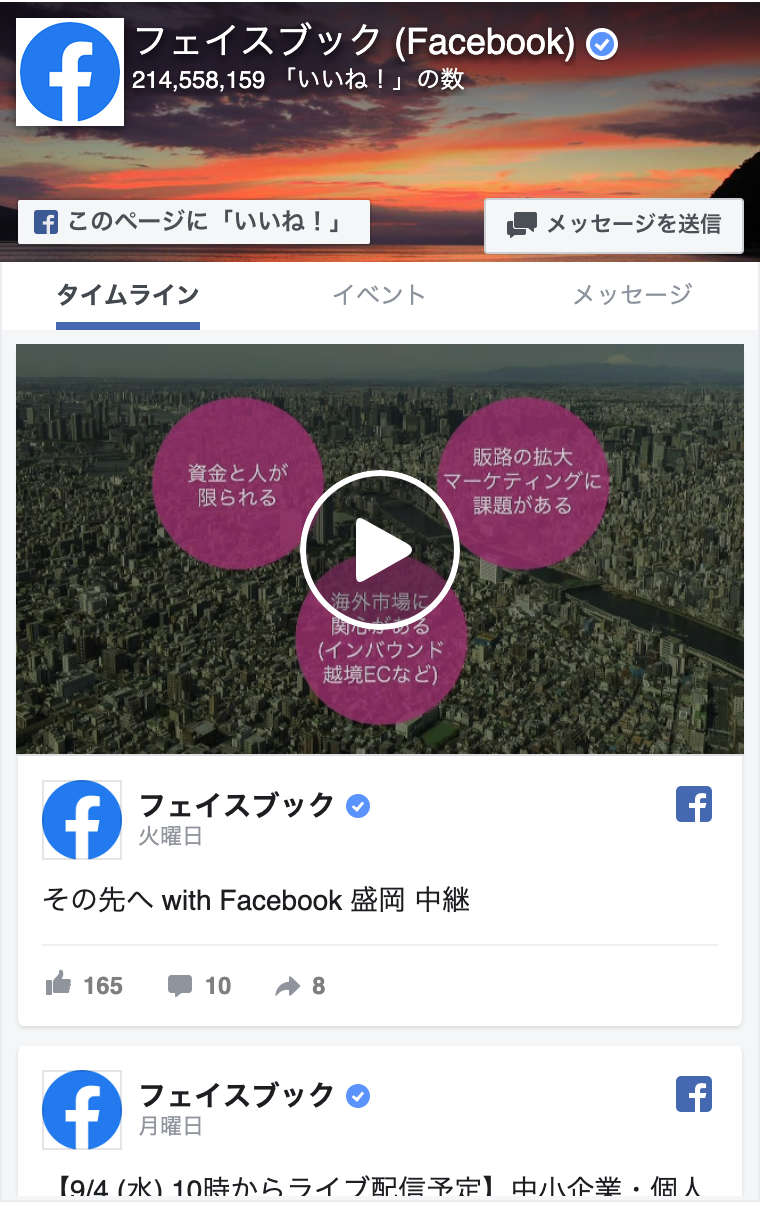 フェイスブック (Facebook)
214,558,159 「いいね！」の数
このページに「いいね！」
メッセージを送信
タイムライン
イベント
メッセージ
資金と人が
限られる
販路の拡大
マーケティングに
課題がある
海外市場に
関心がある
(インバウンド
越境ECなど)
フェイスブック
火曜日
その先へ with Facebook 盛岡 中継
165
10
8
フェイスブック
月曜日
【9/4 (水) 10時からライブ配信予定】中小企業・個人